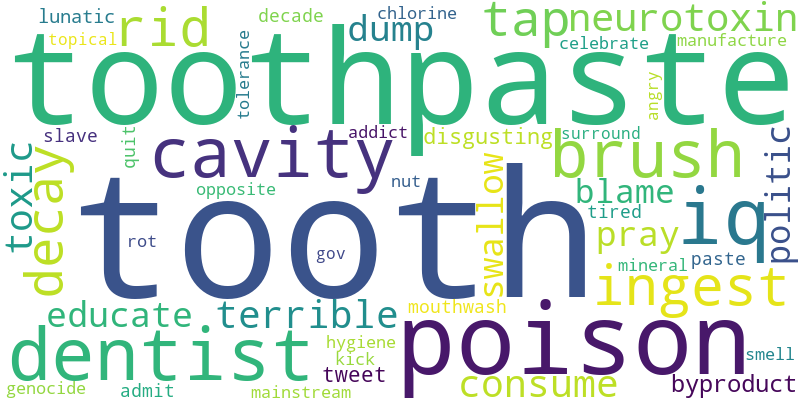 lunatic
decade
chlorine
tap
neurotoxin
rid
dump
topical
tolerance
celebrate
manufacture
toothpaste
angry
slave
quit
addict
disgusting
surround
politic
toxic
decay
cavity
brush
opposite
nut
swallow
blame
iq
tooth
tired
rot
gov
pray
paste
mineral
ingest
educate
terrible
mouthwash
poison
dentist
hygiene
kick
smell
tweet
consume
byproduct
genocide
admit
mainstream